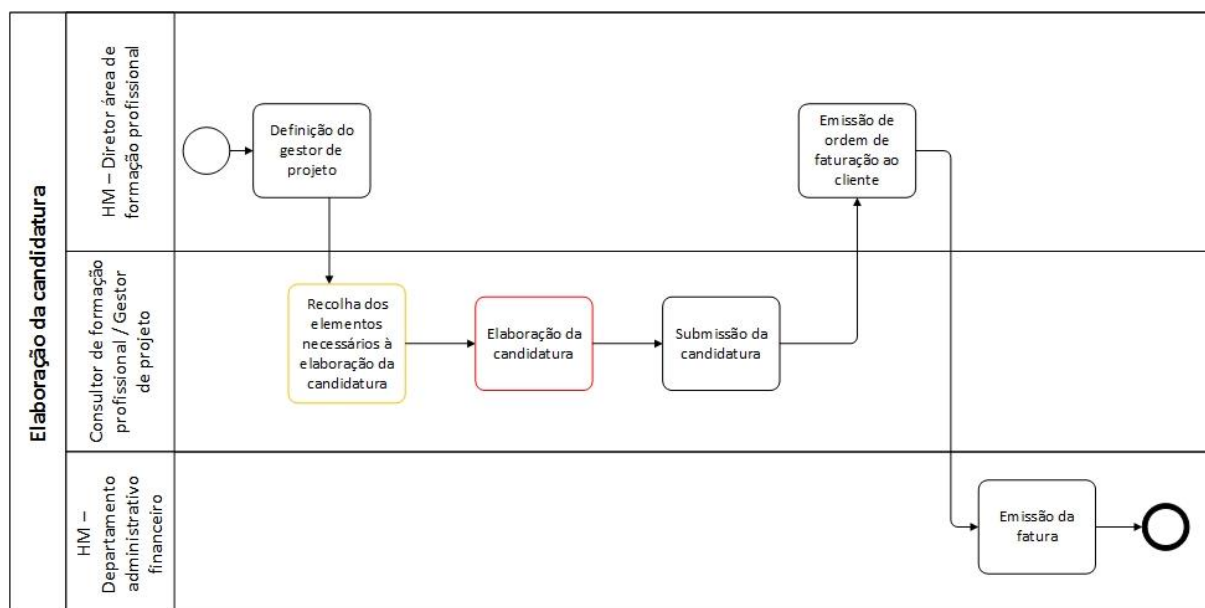 Elaboração da candidatura
HM – Diretor área de
formação profissional
Definição do
gestor de
projeto
Emissão de
ordem de
faturação ao
cliente
Consultor de formação
profissional / Gestor
de projeto
Recolha dos
elementos
necessários à
elaboração da
candidatura
Elaboração da
candidatura
Submissão da
candidatura
HM –
Departamento
administrativo
financeiro
Emissão da
fatura